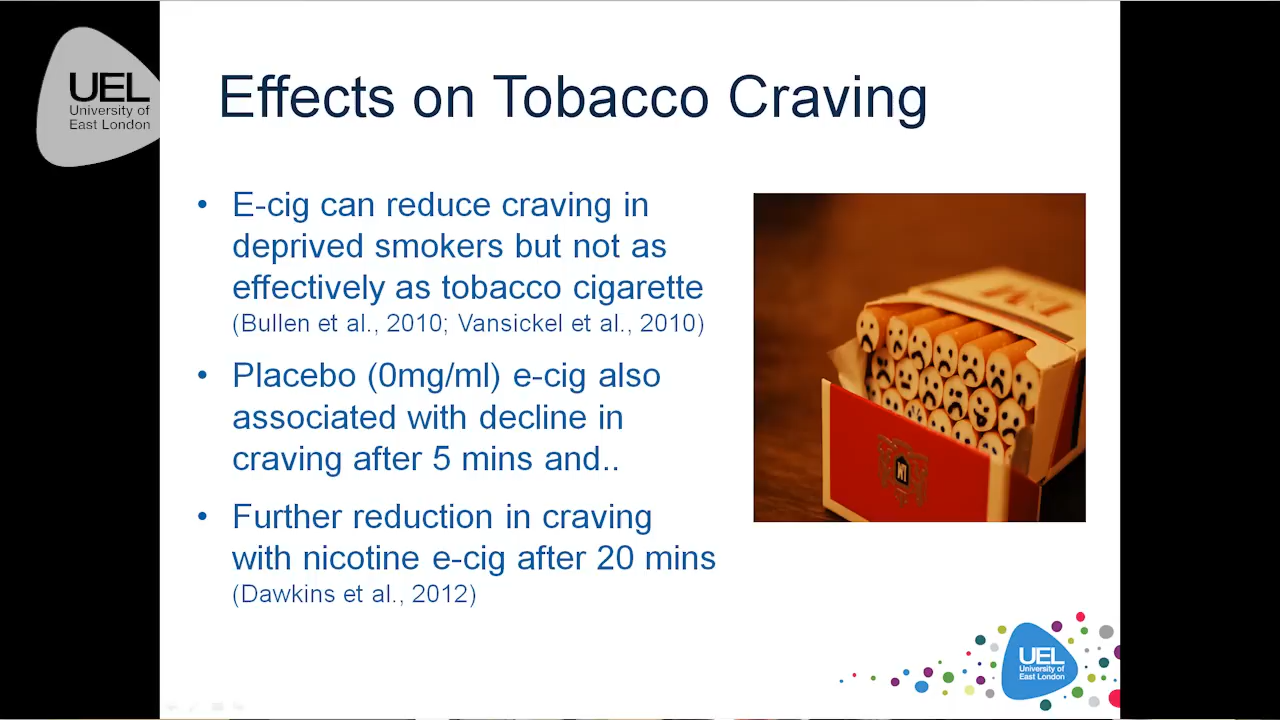 UEL
University of
East London
Effects on Tobacco Craving
• E-cig can reduce craving in
deprived smokers but not as
effectively as tobacco cigarette
(Bullen et al., 2010; Vansickel et al., 2010)
• Placebo (0mg/ml) e-cig also
associated with decline in
craving after 5 mins and..
• Further reduction in craving
with nicotine e-cig after 20 mins
(Dawkins et al., 2012)
UEL
University of
East London